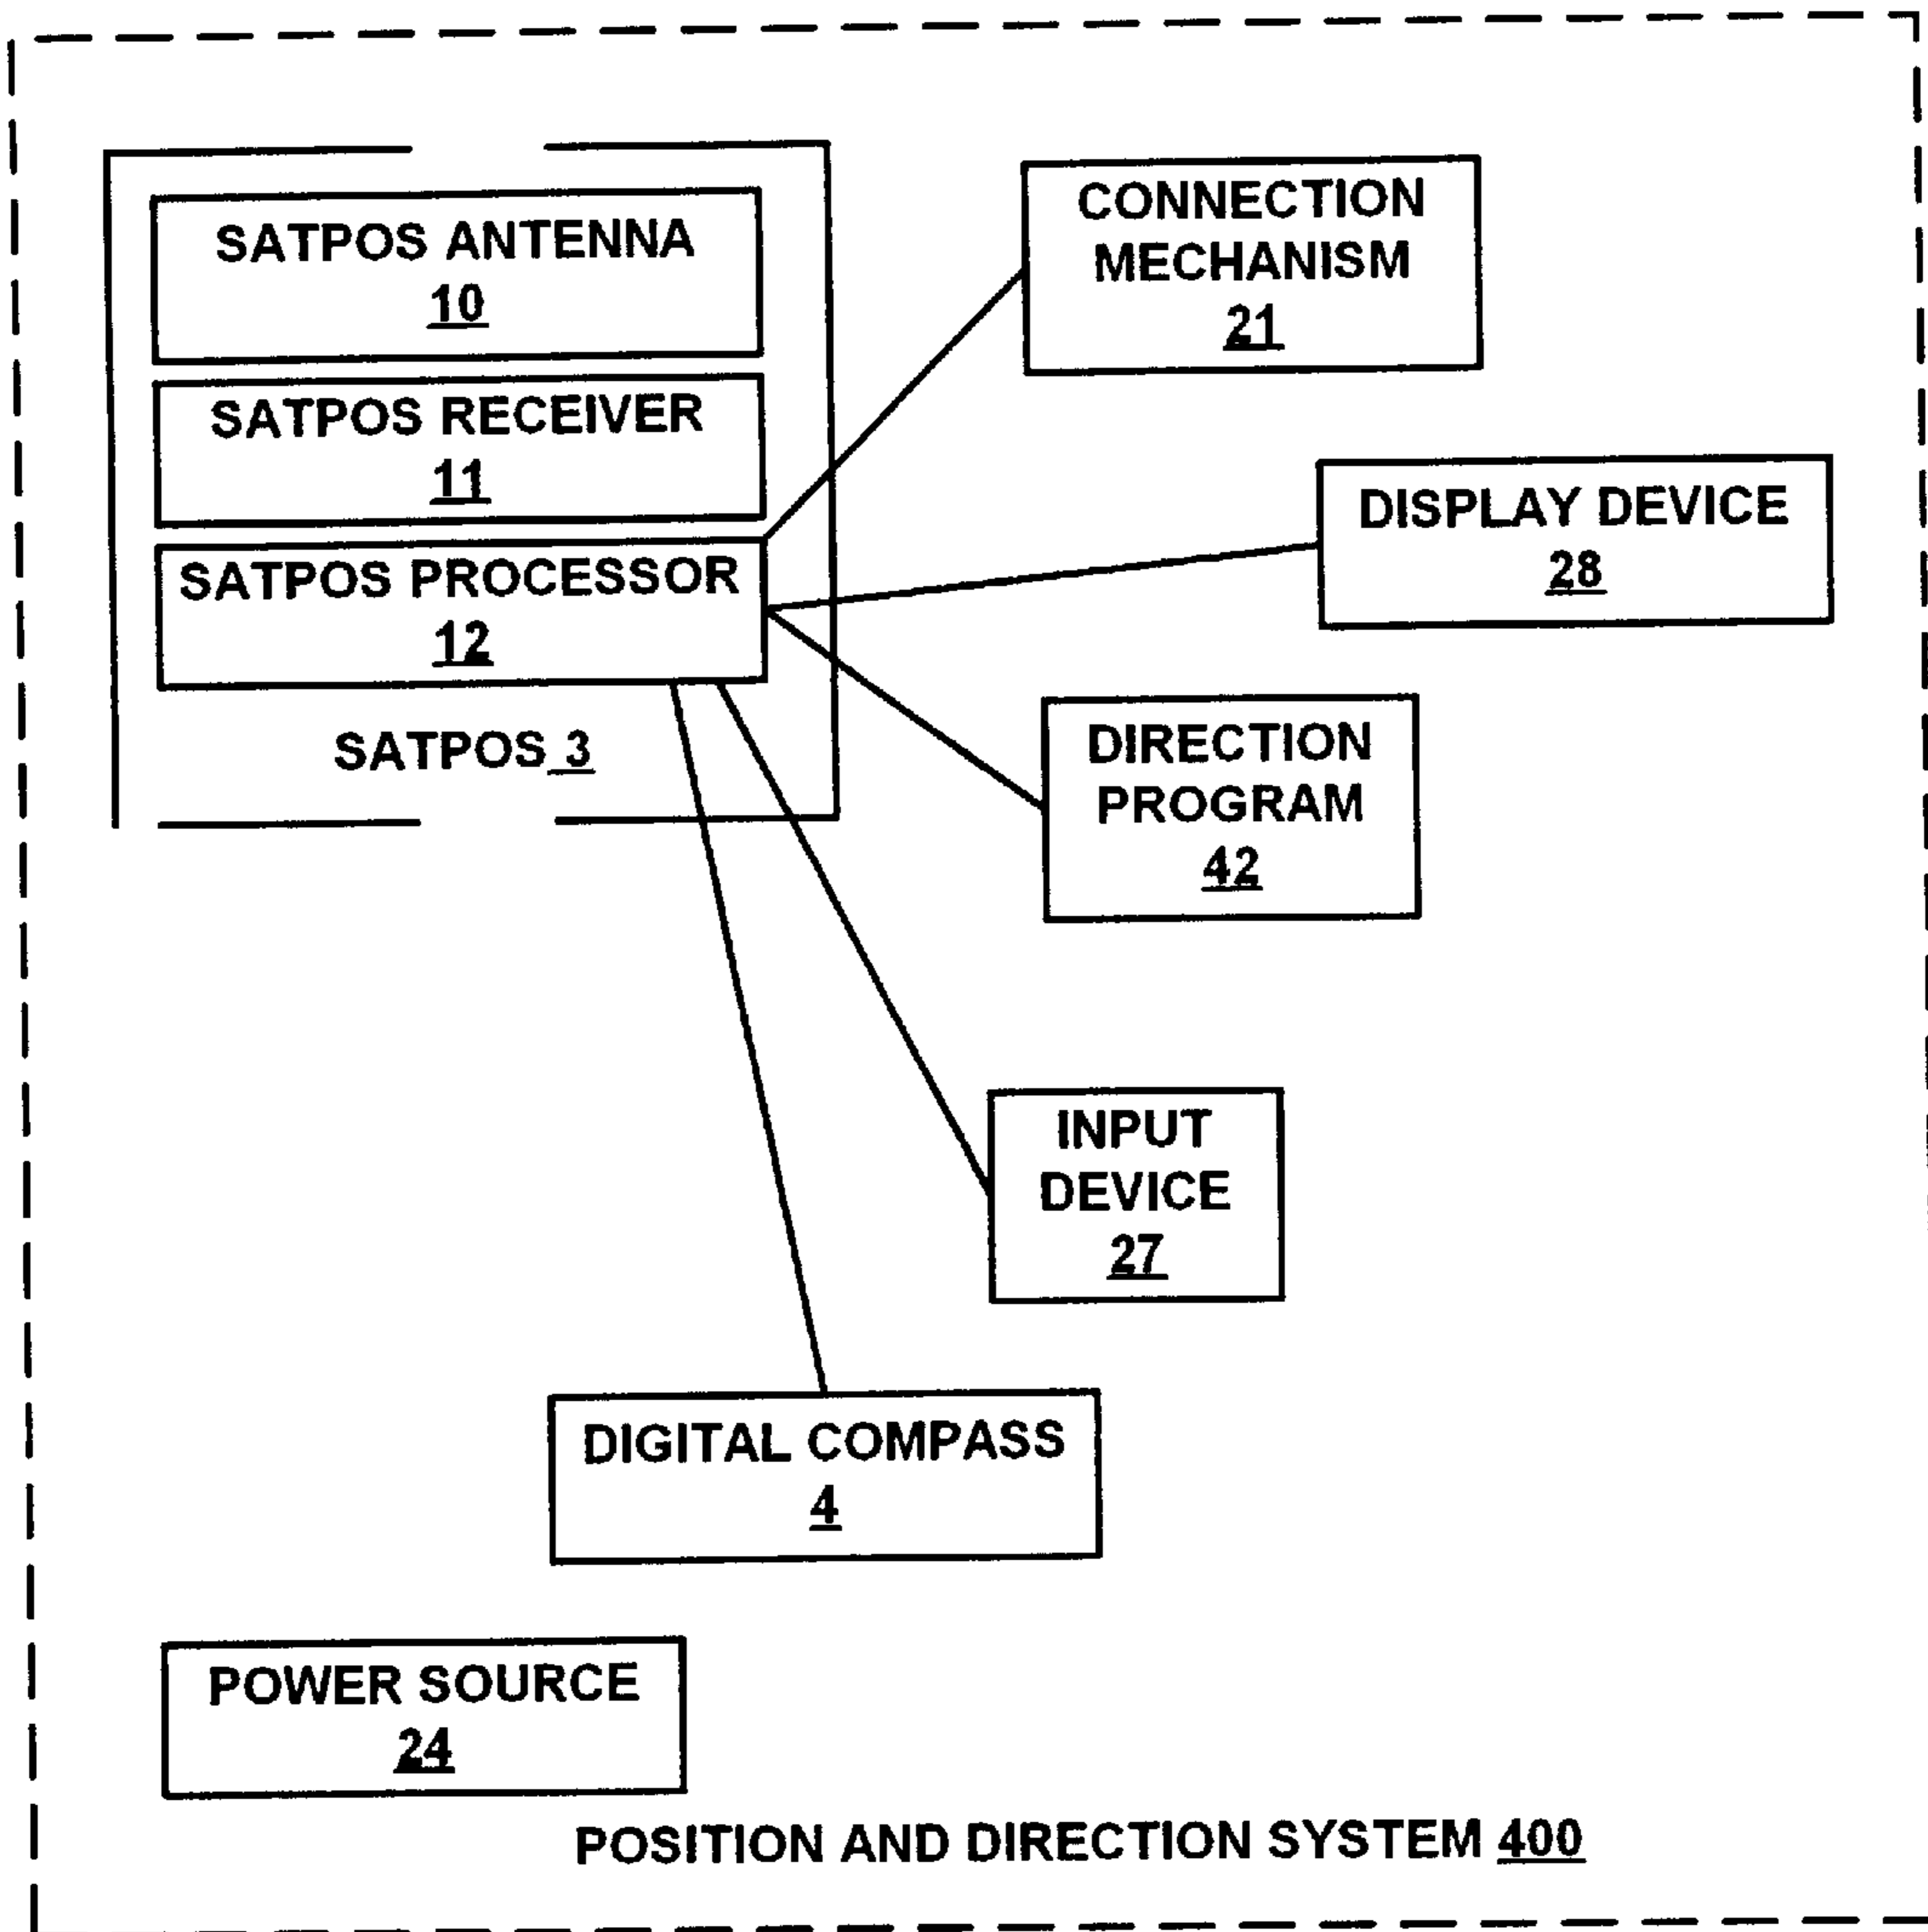 SATPOS ANTENNA
10
SATPOS RECEIVER
11
SATPOS PROCESSOR
12
SATPOS 3
CONNECTION
MECHANISM
21
DISPLAY DEVICE
28
DIRECTION
PROGRAM
42
INPUT
DEVICE
27
DIGITAL COMPASS
4
POWER SOURCE
24
POSITION AND DIRECTION SYSTEM 400